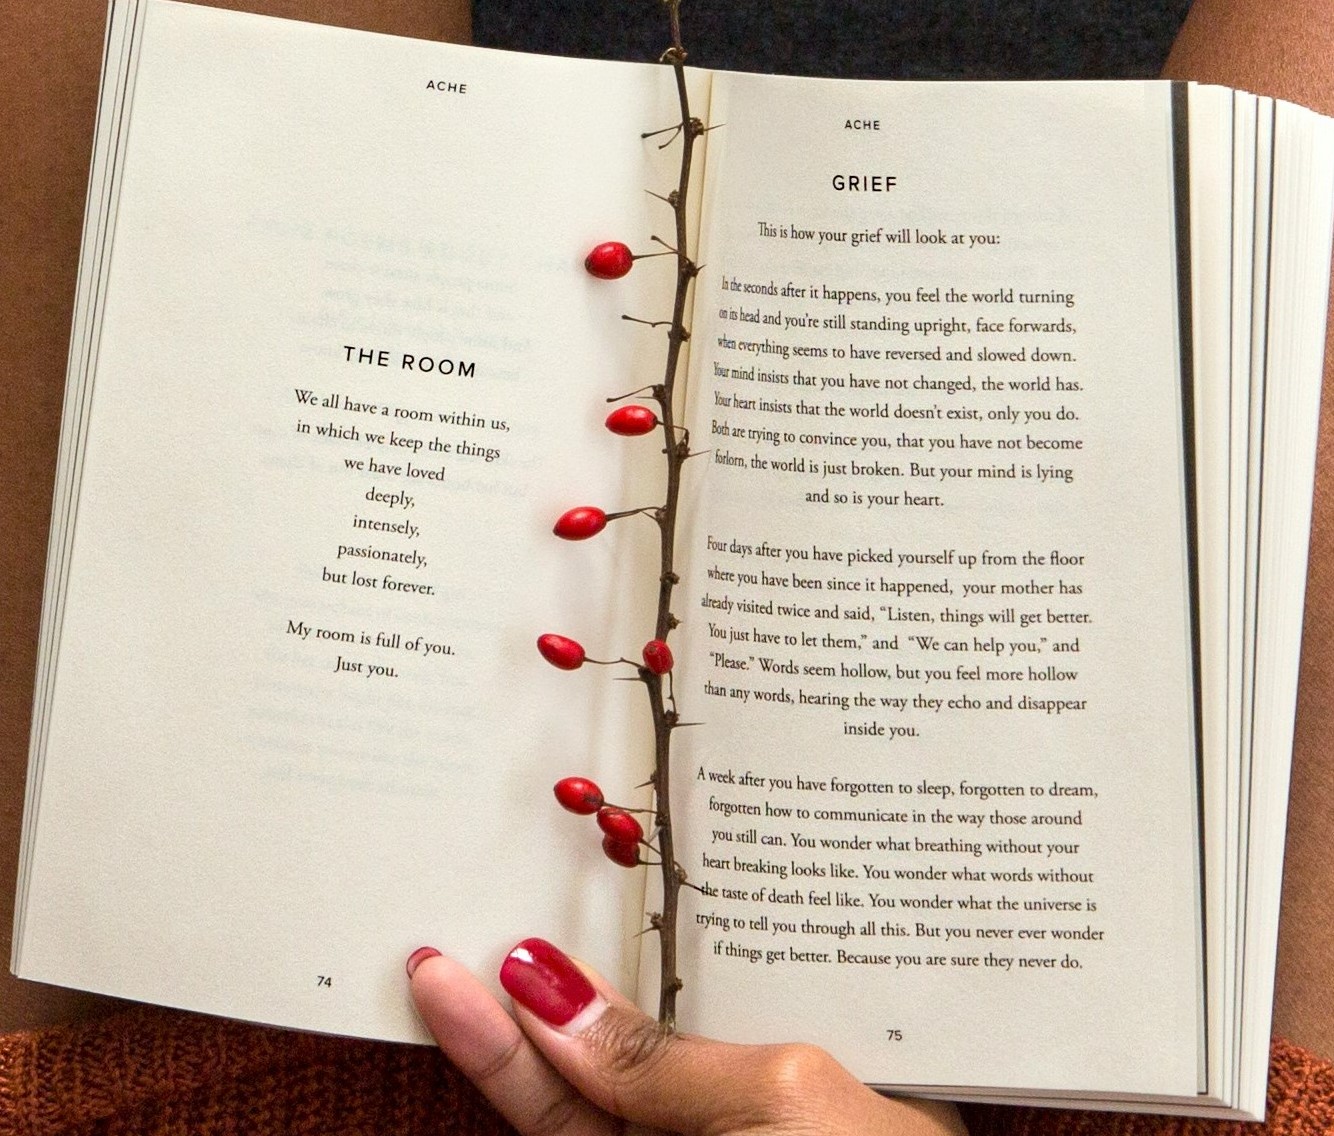 ACHE
THE ROOM
We all have a room within us,
in which we keep the things
we have loved
deeply,
intensely,
passionately,
but lost forever.
My room is full of you.
Just you.
74
ACHE
GRIEF
This is how your grief will look at you:
In the seconds after it happens, you feel the world turning
on its head and you're still standing upright, face forwards,
when everything seems to have reversed and slowed down.
Your mind insists that you have not changed, the world has.
Your heart insists that the world doesn't exist, only you do.
Both are trying to convince you, that you have not become
forlorn, the world is just broken. But your mind is lying
and so is your heart.
Four days after you have picked yourself up from the floor
where you have been since it happened, your mother has
already visited twice and said, “Listen, things will get better.
You just have to let them,” and “We can help you,” and
“Please.” Words seem hollow, but you feel more hollow
than any words, hearing the way they echo and disappear
inside you.
A week after you have forgotten to sleep, forgotten to dream,
forgotten how to communicate in the way those around
you still can. You wonder what breathing without your
heart breaking looks like. You wonder what words without
the taste of death feel like. You wonder what the universe is
trying to tell you through all this. But you never ever wonder
if things get better. Because you are sure they never do.
75